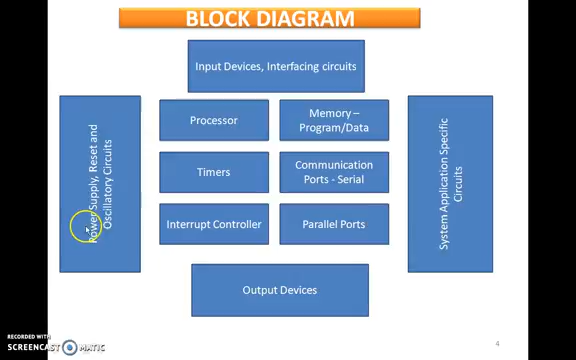 BLOCK DIAGRAM
Input Devices, Interfacing circuits
Power Supply, Reset and
Oscillatory Circuits
Processor
Memory –
Program/Data
Timers
Communication
Ports - Serial
Interrupt Controller
Parallel Ports
System Application Specific
Circuits
Output Devices
4
RECORDED WITH
SCREENCAST MATIC